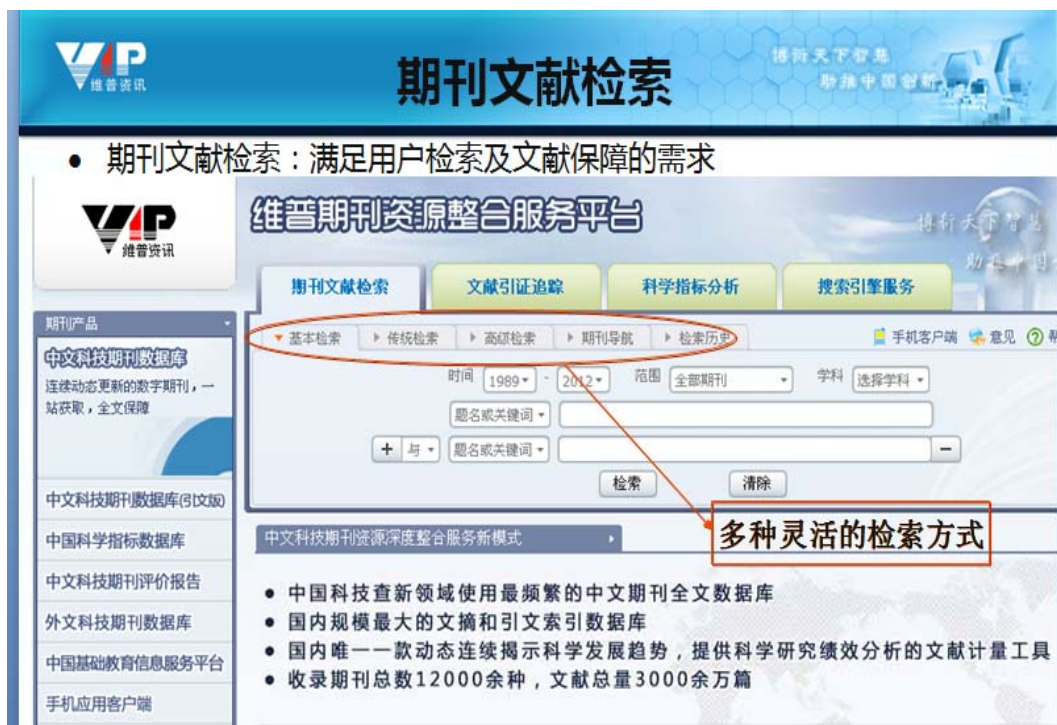 VIP
维普资讯
期刊文献检索
博衍天下智慧
助推中国创新
● 期刊文献检索：满足用户检索及文献保障的需求
VIP
维普资讯
维普期刊资源整合服务平台
博衍天下智慧
助推中国
期刊文献检索 文献引证追踪 科学指标分析 搜索引擎服务
基本检索 传统检索 高级检索 期刊导航 检索历史 手机客户端 意见
时间 1989 - 2012 范围 全部期刊 学科 选择学科
题名或关键词
+ 与 题名或关键词 −
检索 清除
多种灵活的检索方式
期刊产品
中文科技期刊数据库
连续动态更新的数字期刊，一
站获取，全文保障
中文科技期刊数据库(引文版)
中国科学指标数据库
中文科技期刊评价报告
外文科技期刊数据库
中国基础教育信息服务平台
手机应用客户端
中文科技期刊资源深度整合服务新模式
● 中国科技查新领域使用最频繁的中文期刊全文数据库
● 国内规模最大的文摘和引文索引数据库
● 国内唯一一款动态连续揭示科学发展趋势，提供科学研究绩效分析的文献计量工具
● 收录期刊总数12000余种，文献总量3000余万篇